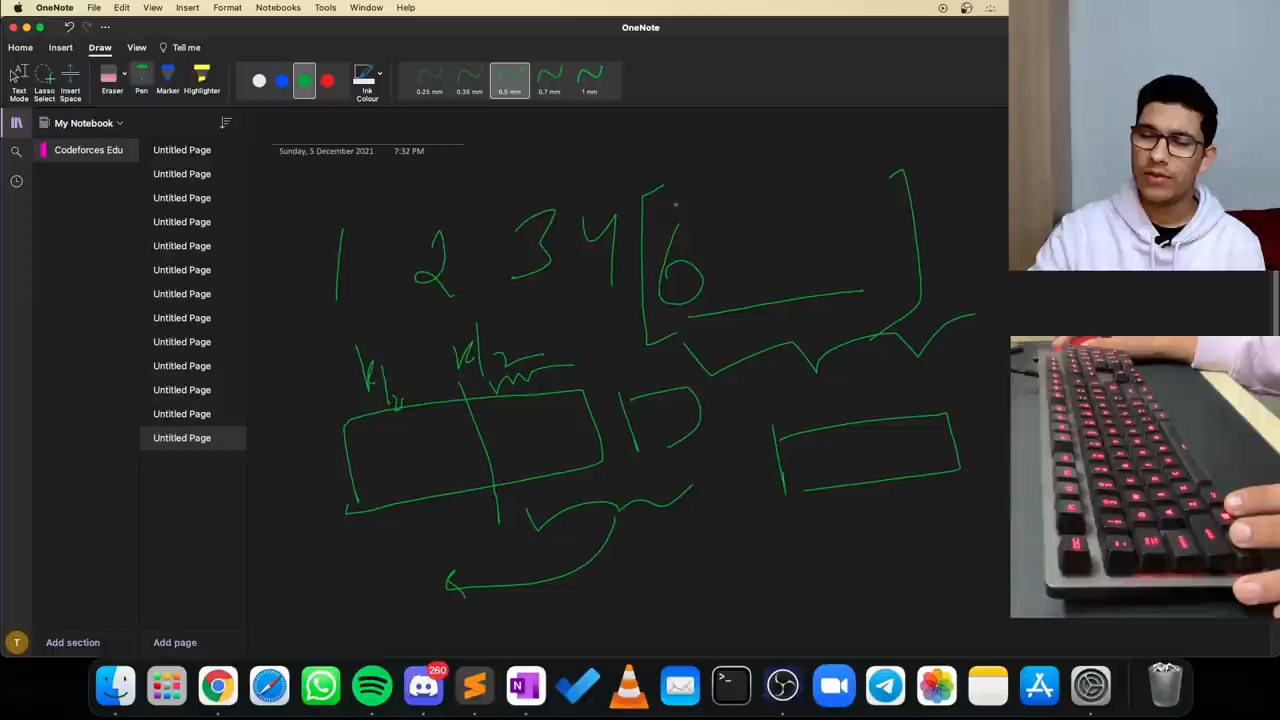 OneNote File Edit View Insert Format Notebooks Tools Window Help
OneNote
Home Insert Draw View Tell me
Text Mode
Lasso Select
Insert Space
Eraser
Pen
Marker
Highlighter
Ink Colour
0.25 mm
0.35 mm
0.5 mm
0.7 mm
1 mm
My Notebook
Codeforces Edu
Untitled Page
Untitled Page
Untitled Page
Untitled Page
Untitled Page
Untitled Page
Untitled Page
Untitled Page
Untitled Page
Untitled Page
Untitled Page
Untitled Page
Untitled Page
Sunday, 5 December 2021 7:32 PM
1 2 3 4 [ 6 ]
k/2 k/2
T Add section Add page
260